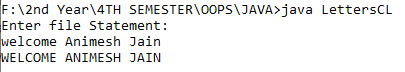 F:\2nd Year\4TH SEMESTER\OOPS\JAVA>java LettersCL
Enter file Statement:
welcome Animesh Jain
WELCOME ANIMESH JAIN